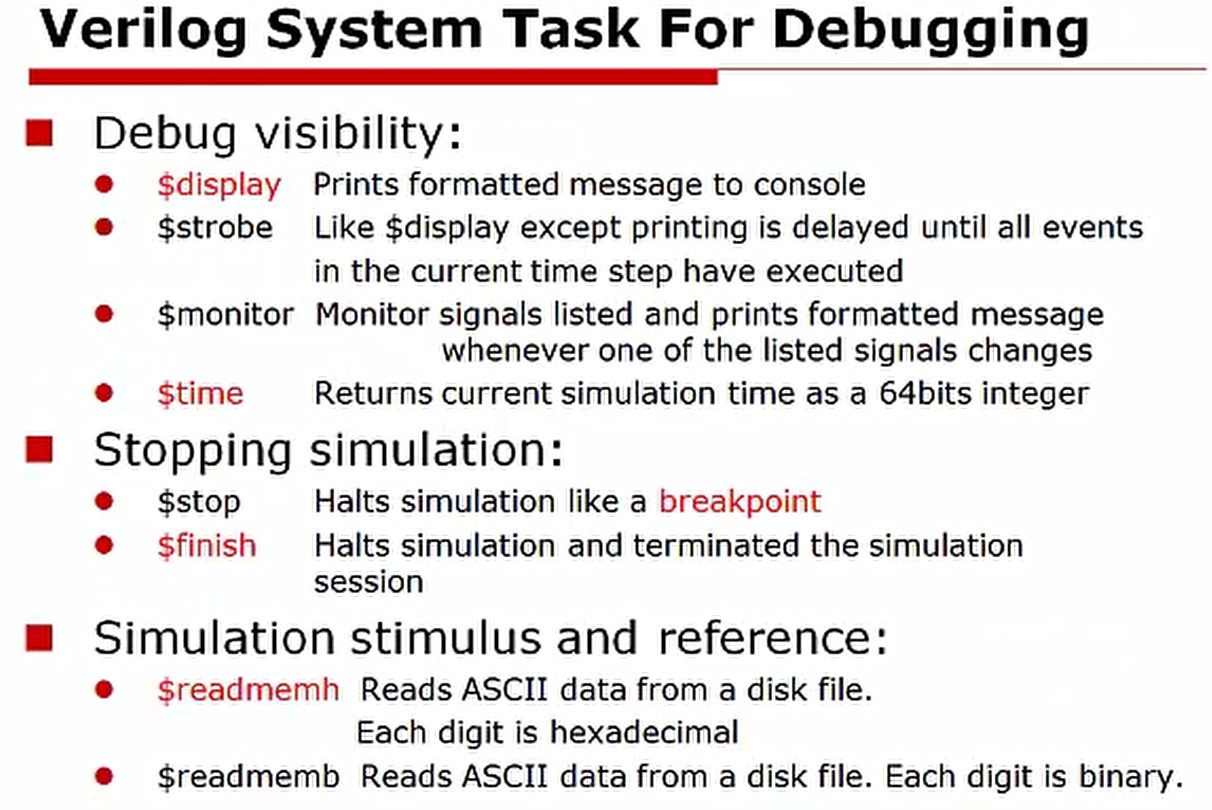 Verilog System Task For Debugging
Debug visibility:
$display Prints formatted message to console
$strobe Like $display except printing is delayed until all events
in the current time step have executed
$monitor Monitor signals listed and prints formatted message
whenever one of the listed signals changes
$time Returns current simulation time as a 64bits integer
Stopping simulation:
$stop Halts simulation like a breakpoint
$finish Halts simulation and terminated the simulation
session
Simulation stimulus and reference:
$readmemh Reads ASCII data from a disk file.
Each digit is hexadecimal
$readmemb Reads ASCII data from a disk file. Each digit is binary.